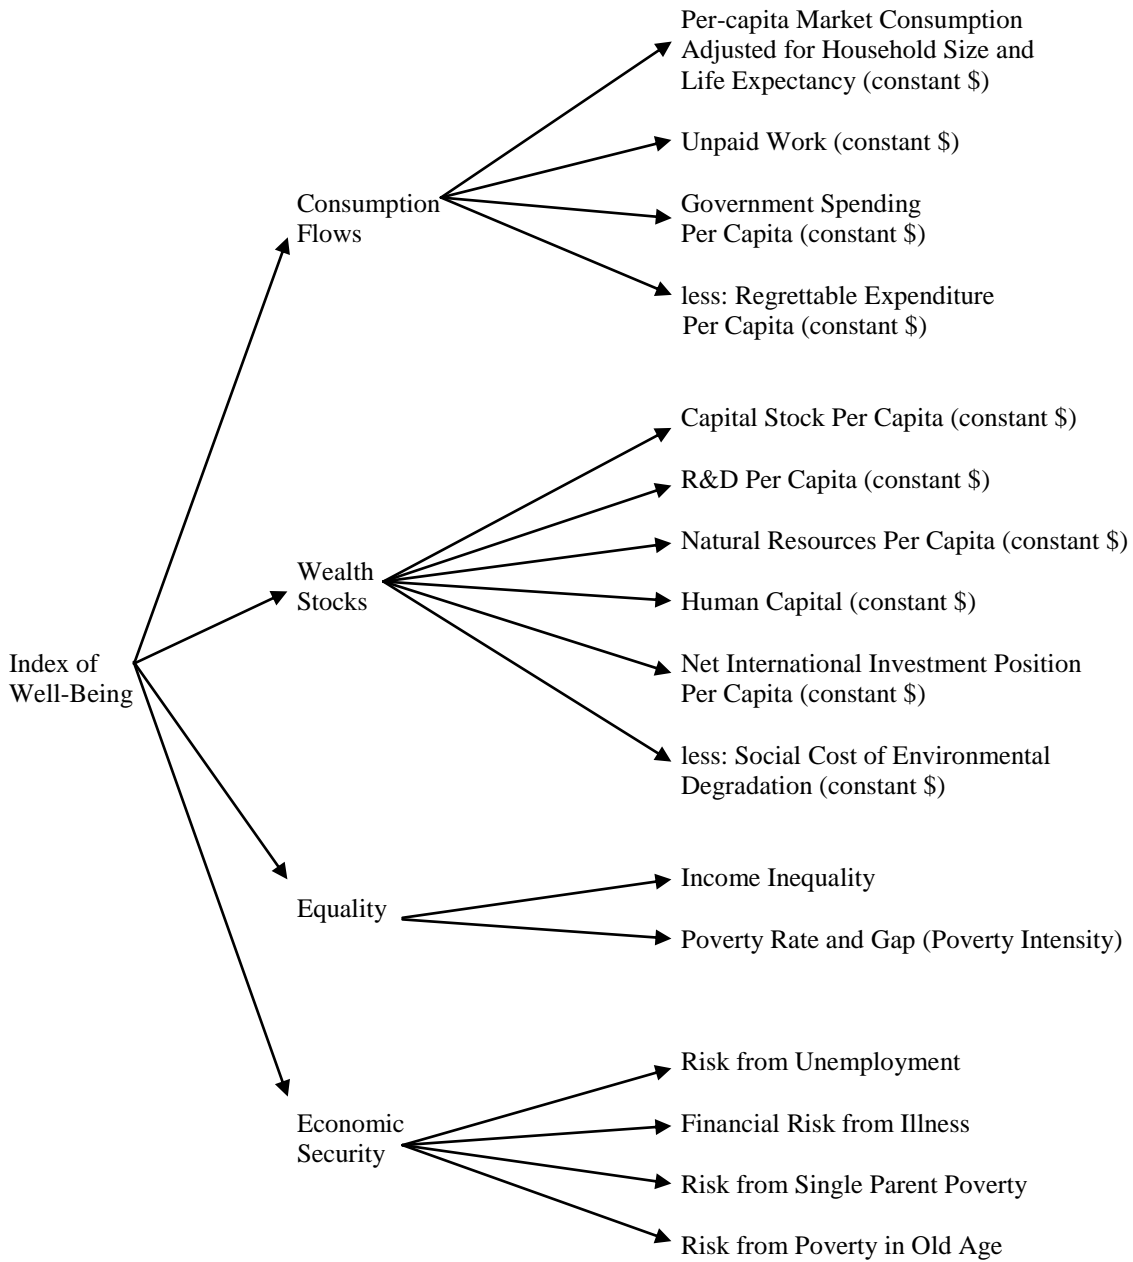 Per-capita Market Consumption
Adjusted for Household Size and
Life Expectancy (constant $)
Unpaid Work (constant $)
Consumption
Flows
Government Spending
Per Capita (constant $)
less: Regrettable Expenditure
Per Capita (constant $)
Capital Stock Per Capita (constant $)
R&D Per Capita (constant $)
Natural Resources Per Capita (constant $)
Wealth
Stocks
Human Capital (constant $)
Index of
Well-Being
Net International Investment Position
Per Capita (constant $)
less: Social Cost of Environmental
Degradation (constant $)
Income Inequality
Equality
Poverty Rate and Gap (Poverty Intensity)
Risk from Unemployment
Economic
Security
Financial Risk from Illness
Risk from Single Parent Poverty
Risk from Poverty in Old Age